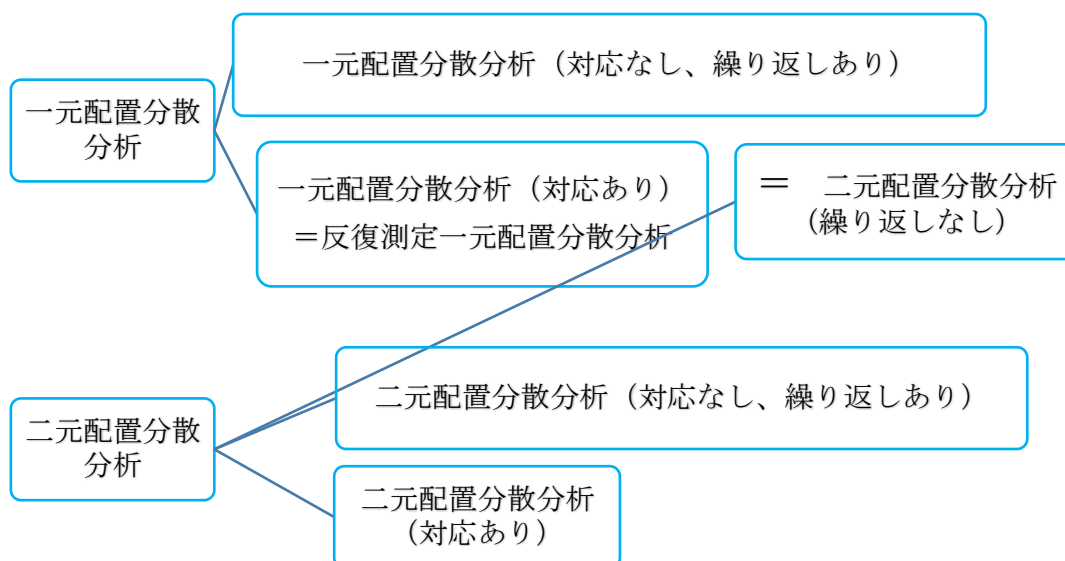 一元配置分散分析（対応なし、繰り返しあり）
一元配置分散
分析
一元配置分散分析（対応あり）
＝反復測定一元配置分散分析
＝　二元配置分散分析
（繰り返しなし）
二元配置分散分析（対応なし、繰り返しあり）
二元配置分散
分析
二元配置分散分析
（対応あり）